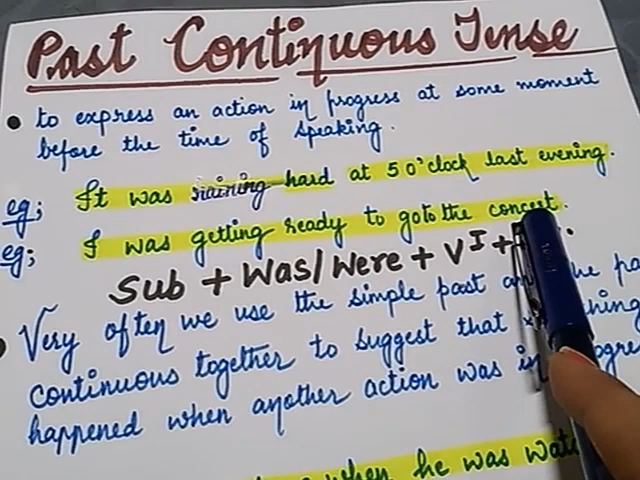 Past Continuous Tense
• to express an action in progress at some moment
before the time of speaking.
eg; It was raining hard at 5 o'clock last evening.
eg; I was getting ready to go to the concert.
Sub + Was/Were + V I +
• Very often we use the simple past
continuous together to suggest that
happened when another action was in
when he was